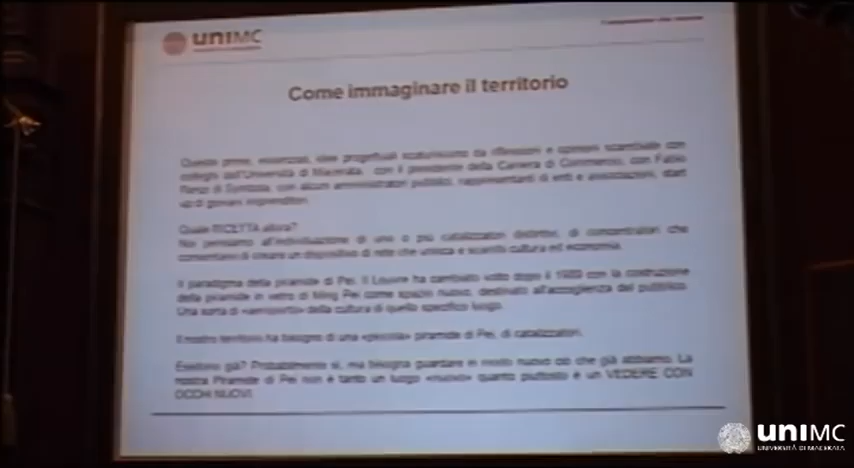 uniMC
Come immaginare il territorio
Queste prime, essenziali, idee progettuali scaturiscono da riflessioni e opinioni scambiate con
colleghi dell'Università di Macerata, con il presidente della Camera di Commercio, con Fabio
Renzi di Symbola, con alcuni amministratori pubblici, rappresentanti di enti e associazioni, start
up di giovani imprenditori.
Quale RICETTA allora?
Noi pensiamo all'individuazione di uno o più catalizzatori distintivi, di concentratori che
consentano di creare un dispositivo di rete che unisca e scambi cultura ed economia.
Il paradigma della piramide di Pei. Il Louvre ha cambiato volto dopo il 1989 con la costruzione
della piramide in vetro di Ming Pei come spazio nuovo, destinato all'accoglienza del pubblico.
Una sorta di «aeroporto» della cultura di quello specifico luogo.
Il nostro territorio ha bisogno di una «piccola» piramide di Pei, di catalizzatori.
Esistono già? Probabilmente sì, ma bisogna guardare in modo nuovo ciò che già abbiamo. La
nostra Piramide di Pei non è tanto un luogo «nuovo» quanto piuttosto è un VEDERE CON
OCCHI NUOVI.
uniMC
UNIVERSITÀ DI MACERATA